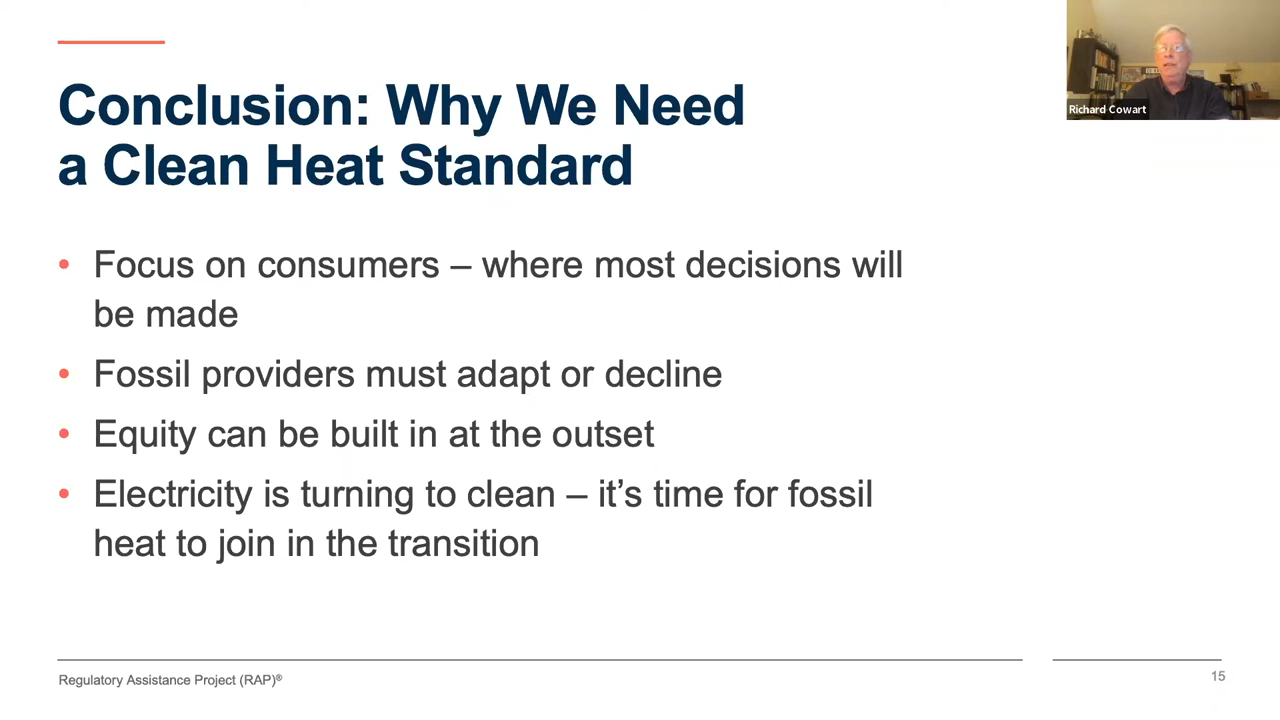 Conclusion: Why We Need
a Clean Heat Standard
Richard Cowart
• Focus on consumers – where most decisions will
be made
• Fossil providers must adapt or decline
• Equity can be built in at the outset
• Electricity is turning to clean – it’s time for fossil
heat to join in the transition
Regulatory Assistance Project (RAP)®
15